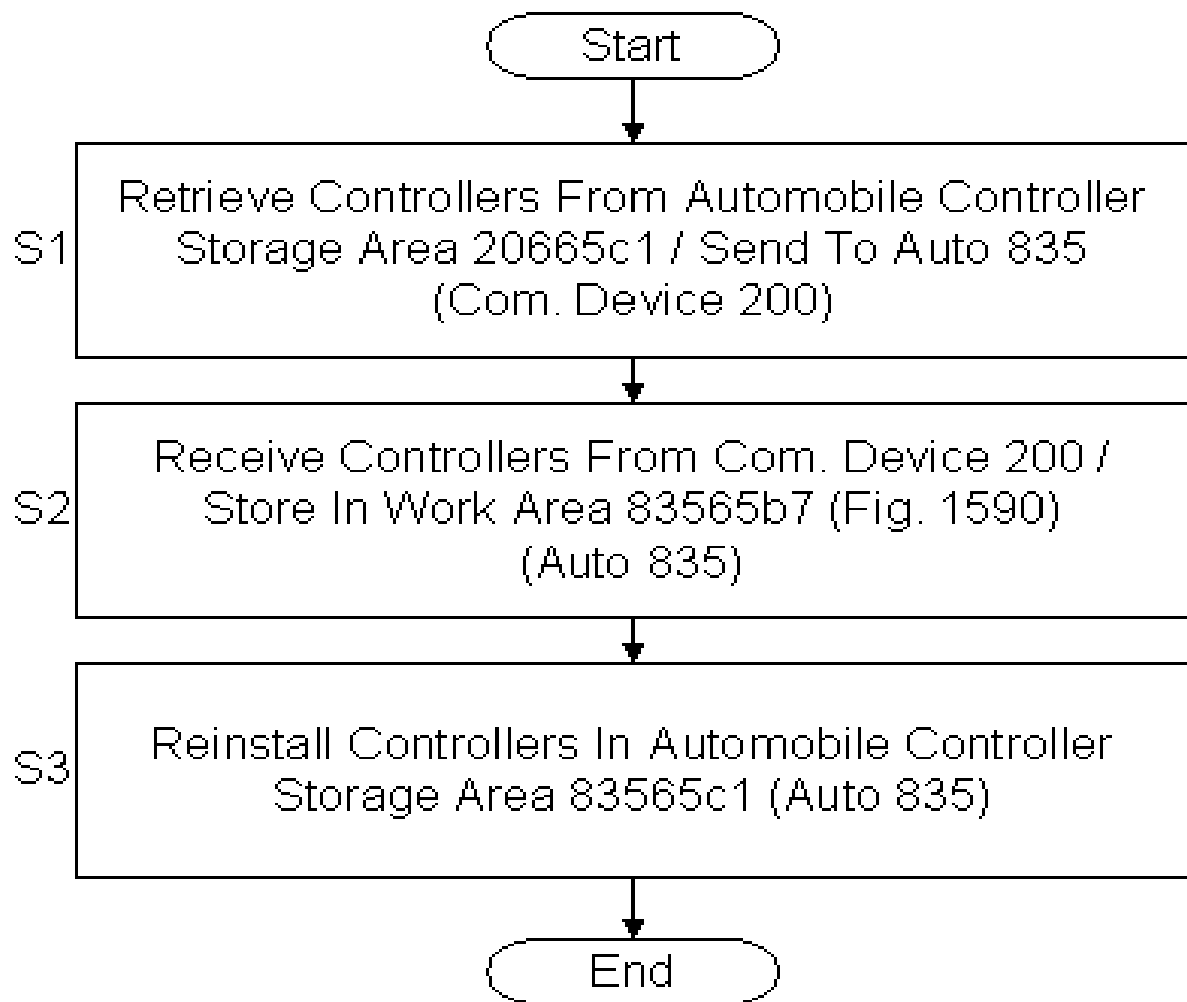 Start
S1
Retrieve Controllers From Automobile Controller
Storage Area 20665c1 / Send To Auto 835
(Com. Device 200)
S2
Receive Controllers From Com. Device 200 /
Store In Work Area 83565b7 (Fig. 1590)
(Auto 835)
S3
Reinstall Controllers In Automobile Controller
Storage Area 83565c1 (Auto 835)
End